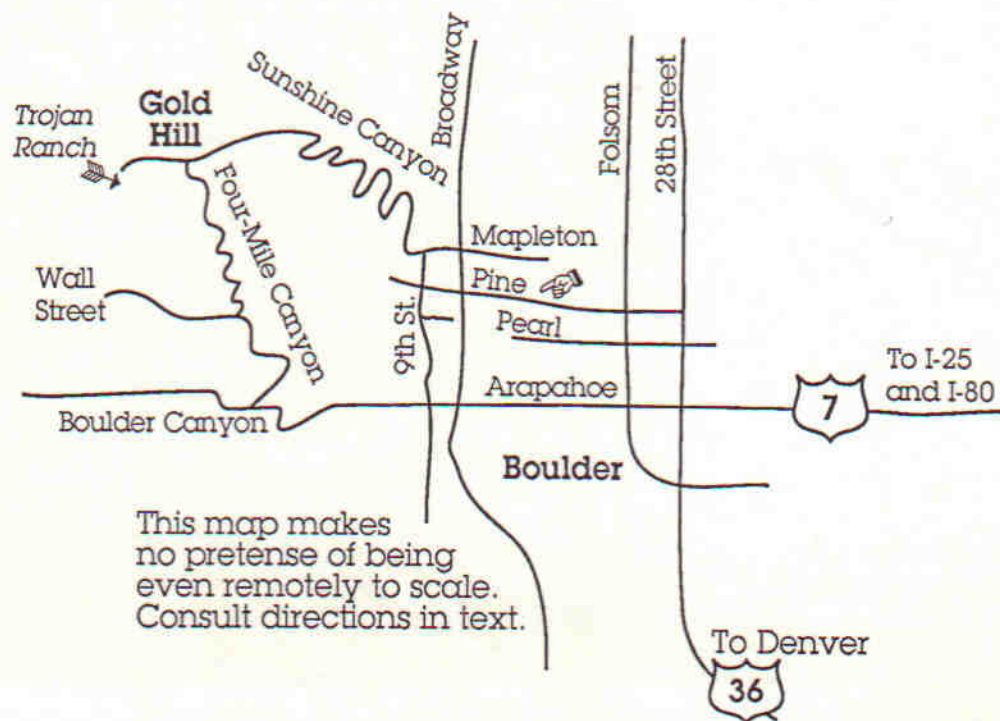 Trojan
Ranch
Gold
Hill
Sunshine Canyon
Broadway
Folsom
28th Street
Four-Mile Canyon
Mapleton
Pine
Pearl
9th St.
Wall
Street
Arapahoe
Boulder Canyon
7
To I-25
and I-80
Boulder
This map makes
no pretense of being
even remotely to scale.
Consult directions in text.
To Denver
36